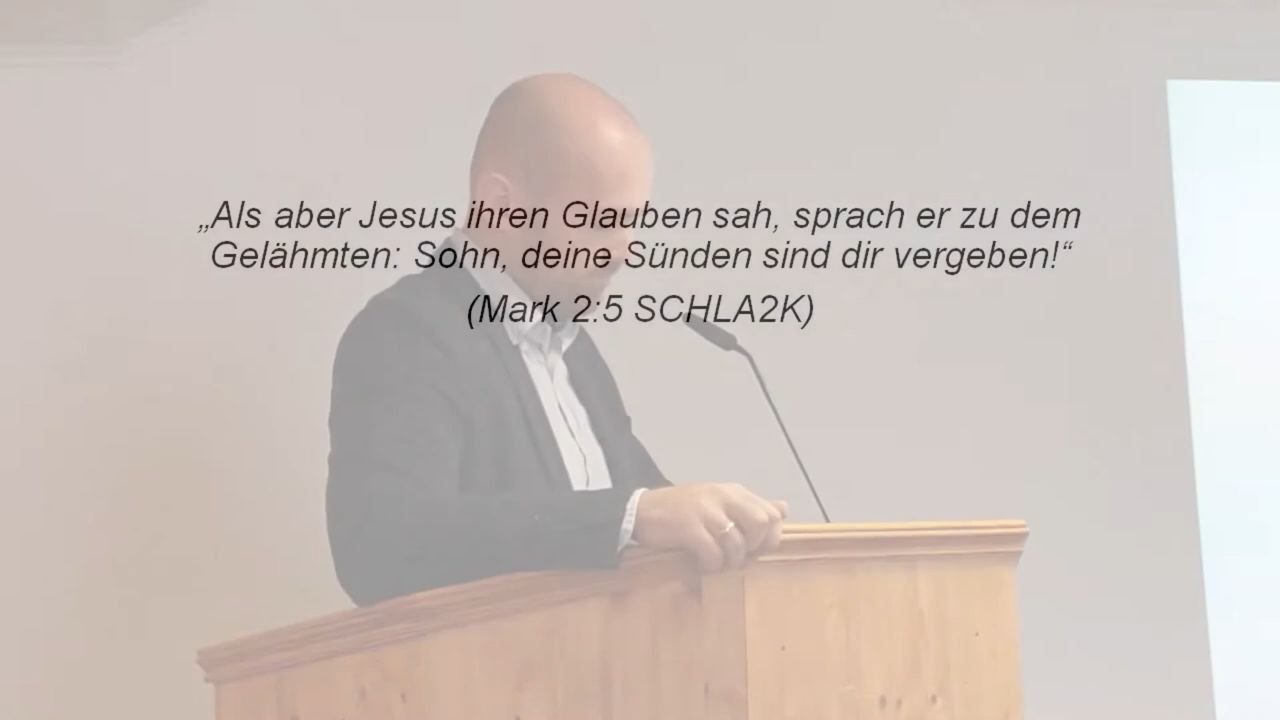 „Als aber Jesus ihren Glauben sah, sprach er zu dem
Gelähmten: Sohn, deine Sünden sind dir vergeben!“
(Mark 2:5 SCHLA2K)